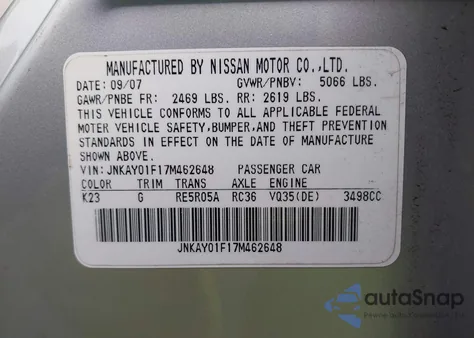 MANUFACTURED BY NISSAN MOTOR CO.,LTD.
DATE: 09/07 GVWR/PNBV: 5066 LBS.
GAWR/PNBE FR: 2469 LBS. RR: 2619 LBS.
THIS VEHICLE CONFORMS TO ALL APPLICABLE FEDERAL
MOTOR VEHICLE SAFETY,BUMPER,AND THEFT PREVENTION
STANDARDS IN EFFECT ON THE DATE OF MANUFACTURE
SHOWN ABOVE.
VIN: JNKAY01F17M462648 PASSENGER CAR
COLOR TRIM TRANS AXLE ENGINE
K23 G RE5R05A RC36 VQ35(DE) 3498CC
JNKAY01F17M462648
autaSnap